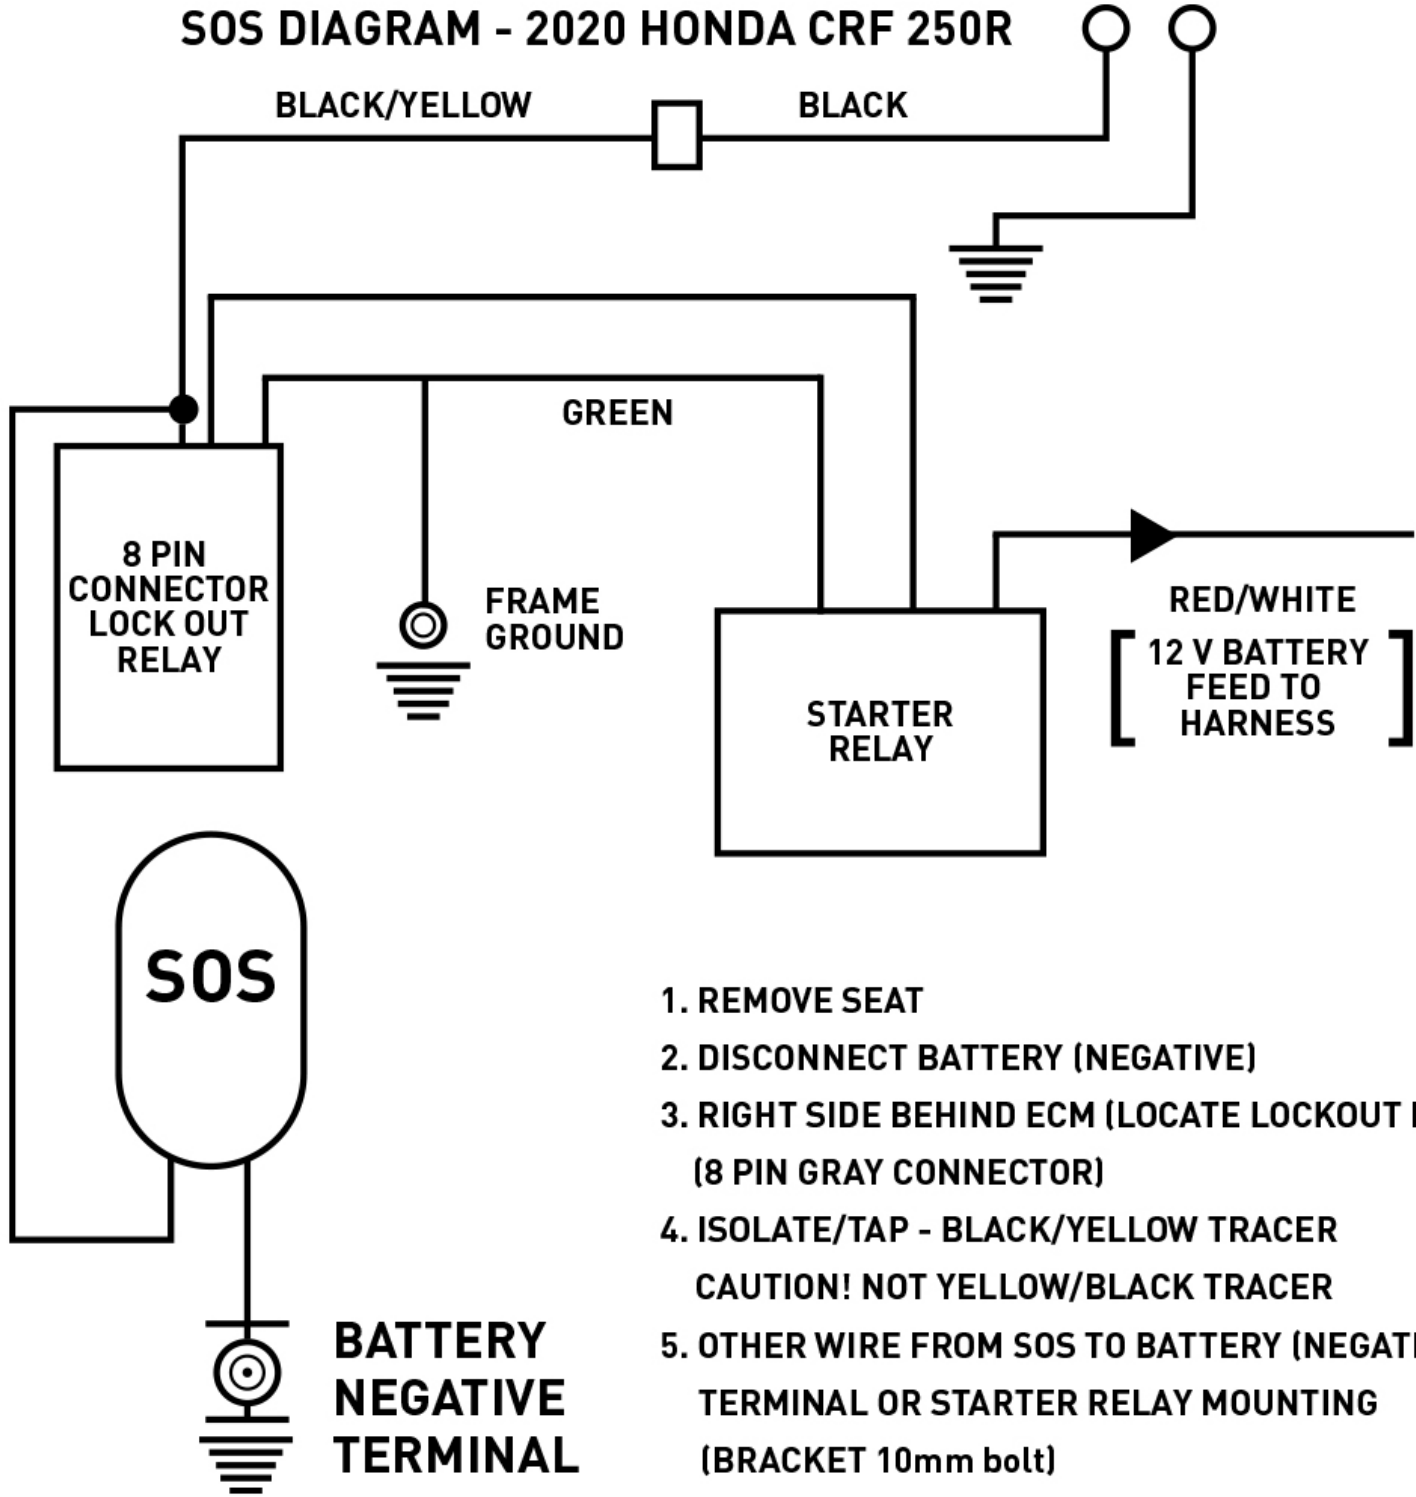 SOS DIAGRAM - 2020 HONDA CRF 250R
BLACK/YELLOW
BLACK
GREEN
8 PIN
CONNECTOR
LOCK OUT
RELAY
FRAME
GROUND
STARTER
RELAY
RED/WHITE
[ 12 V BATTERY
FEED TO
HARNESS ]
SOS
BATTERY
NEGATIVE
TERMINAL
1. REMOVE SEAT
2. DISCONNECT BATTERY (NEGATIVE)
3. RIGHT SIDE BEHIND ECM (LOCATE LOCKOUT
(8 PIN GRAY CONNECTOR)
4. ISOLATE/TAP - BLACK/YELLOW TRACER
CAUTION! NOT YELLOW/BLACK TRACER
5. OTHER WIRE FROM SOS TO BATTERY
TERMINAL OR STARTER RELAY MOUNTING
(BRACKET 10mm bolt)